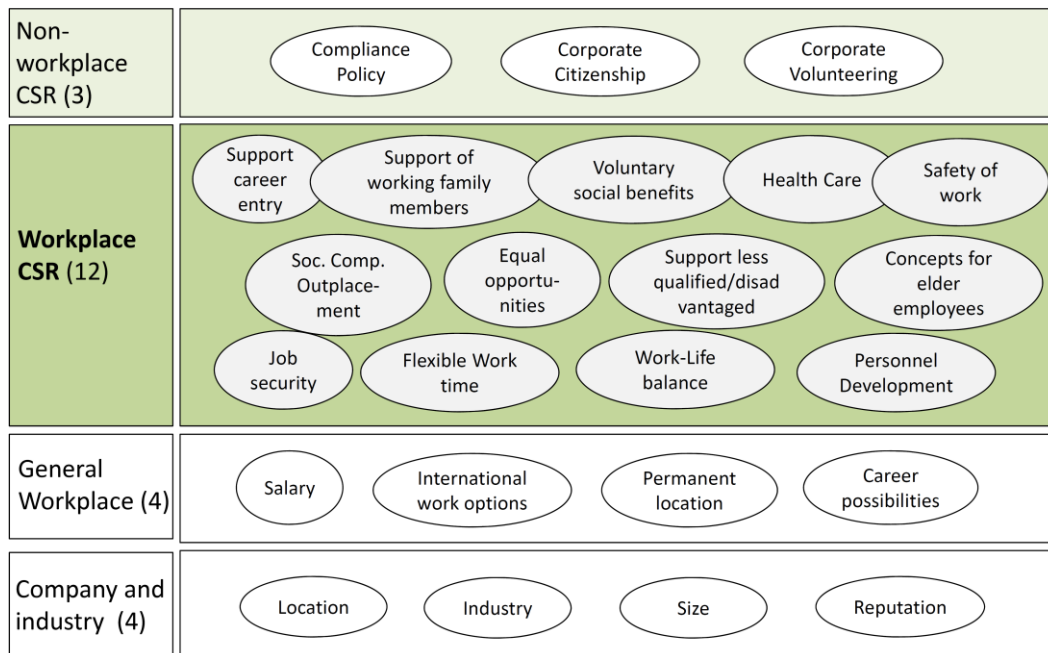 Non-
workplace
CSR (3)
Compliance
Policy
Corporate
Citizenship
Corporate
Volunteering
Workplace
CSR (12)
Support
career
entry
Support of
working family
members
Voluntary
social benefits
Health Care
Safety of
work
Soc. Comp.
Outplace-
ment
Equal
opportu-
nities
Support less
qualified/disad
vantaged
Concepts for
elder
employees
Job
security
Flexible Work
time
Work-Life
balance
Personnel
Development
General
Workplace (4)
Salary
International
work options
Permanent
location
Career
possibilities
Company and
industry (4)
Location
Industry
Size
Reputation